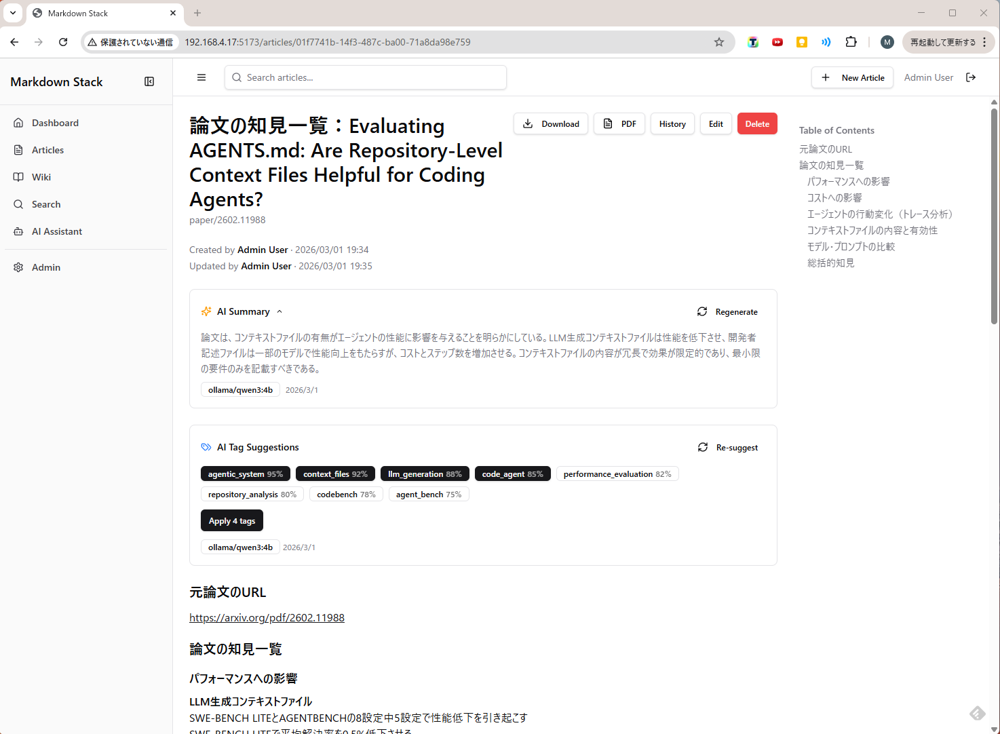 Markdown Stack
保護されていない通信
192.168.4.17:5173/articles/01f7741b-14f3-487c-ba00-71a8da98e759
M
再起動して更新する
Markdown Stack
Search articles...
New Article
Admin User
Dashboard
Articles
Wiki
Search
AI Assistant
Admin
論文の知見一覧：Evaluating
AGENTS.md: Are Repository-Level
Context Files Helpful for Coding
Agents?
Download
PDF
History
Edit
Delete
paper/2602.11988
Created by Admin User · 2026/03/01 19:34
Updated by Admin User · 2026/03/01 19:35
AI Summary
Regenerate
論文は、コンテキストファイルの有無がエージェントの性能に影響を与えることを明らかにしている。LLM生成コンテキストファイルは性能を低下させ、開発者
記述ファイルは一部のモデルで性能向上をもたらすが、コストとステップ数を増加させる。コンテキストファイルの内容が冗長で効果が限定的であり、最小限
の要件のみを記載すべきである。
ollama/qwen3:4b 2026/3/1
AI Tag Suggestions
Re-suggest
agentic_system 95% context_files 92% llm_generation 88% code_agent 85% performance_evaluation 82%
repository_analysis 80% codebench 78% agent_bench 75%
Apply 4 tags
ollama/qwen3:4b 2026/3/1
元論文のURL
https://arxiv.org/pdf/2602.11988
論文の知見一覧
パフォーマンスへの影響
LLM生成コンテキストファイル
SWE-BENCH LITEとAGENTBENCHの8設定中5設定で性能低下を引き起こす
SWE-BENCH LITEで平均解決率を0.5%低下させる
Table of Contents
元論文のURL
論文の知見一覧
パフォーマンスへの影響
コストへの影響
エージェントの行動変化（トレース分析）
コンテキストファイルの内容と有効性
モデル・プロンプトの比較
総括的知見